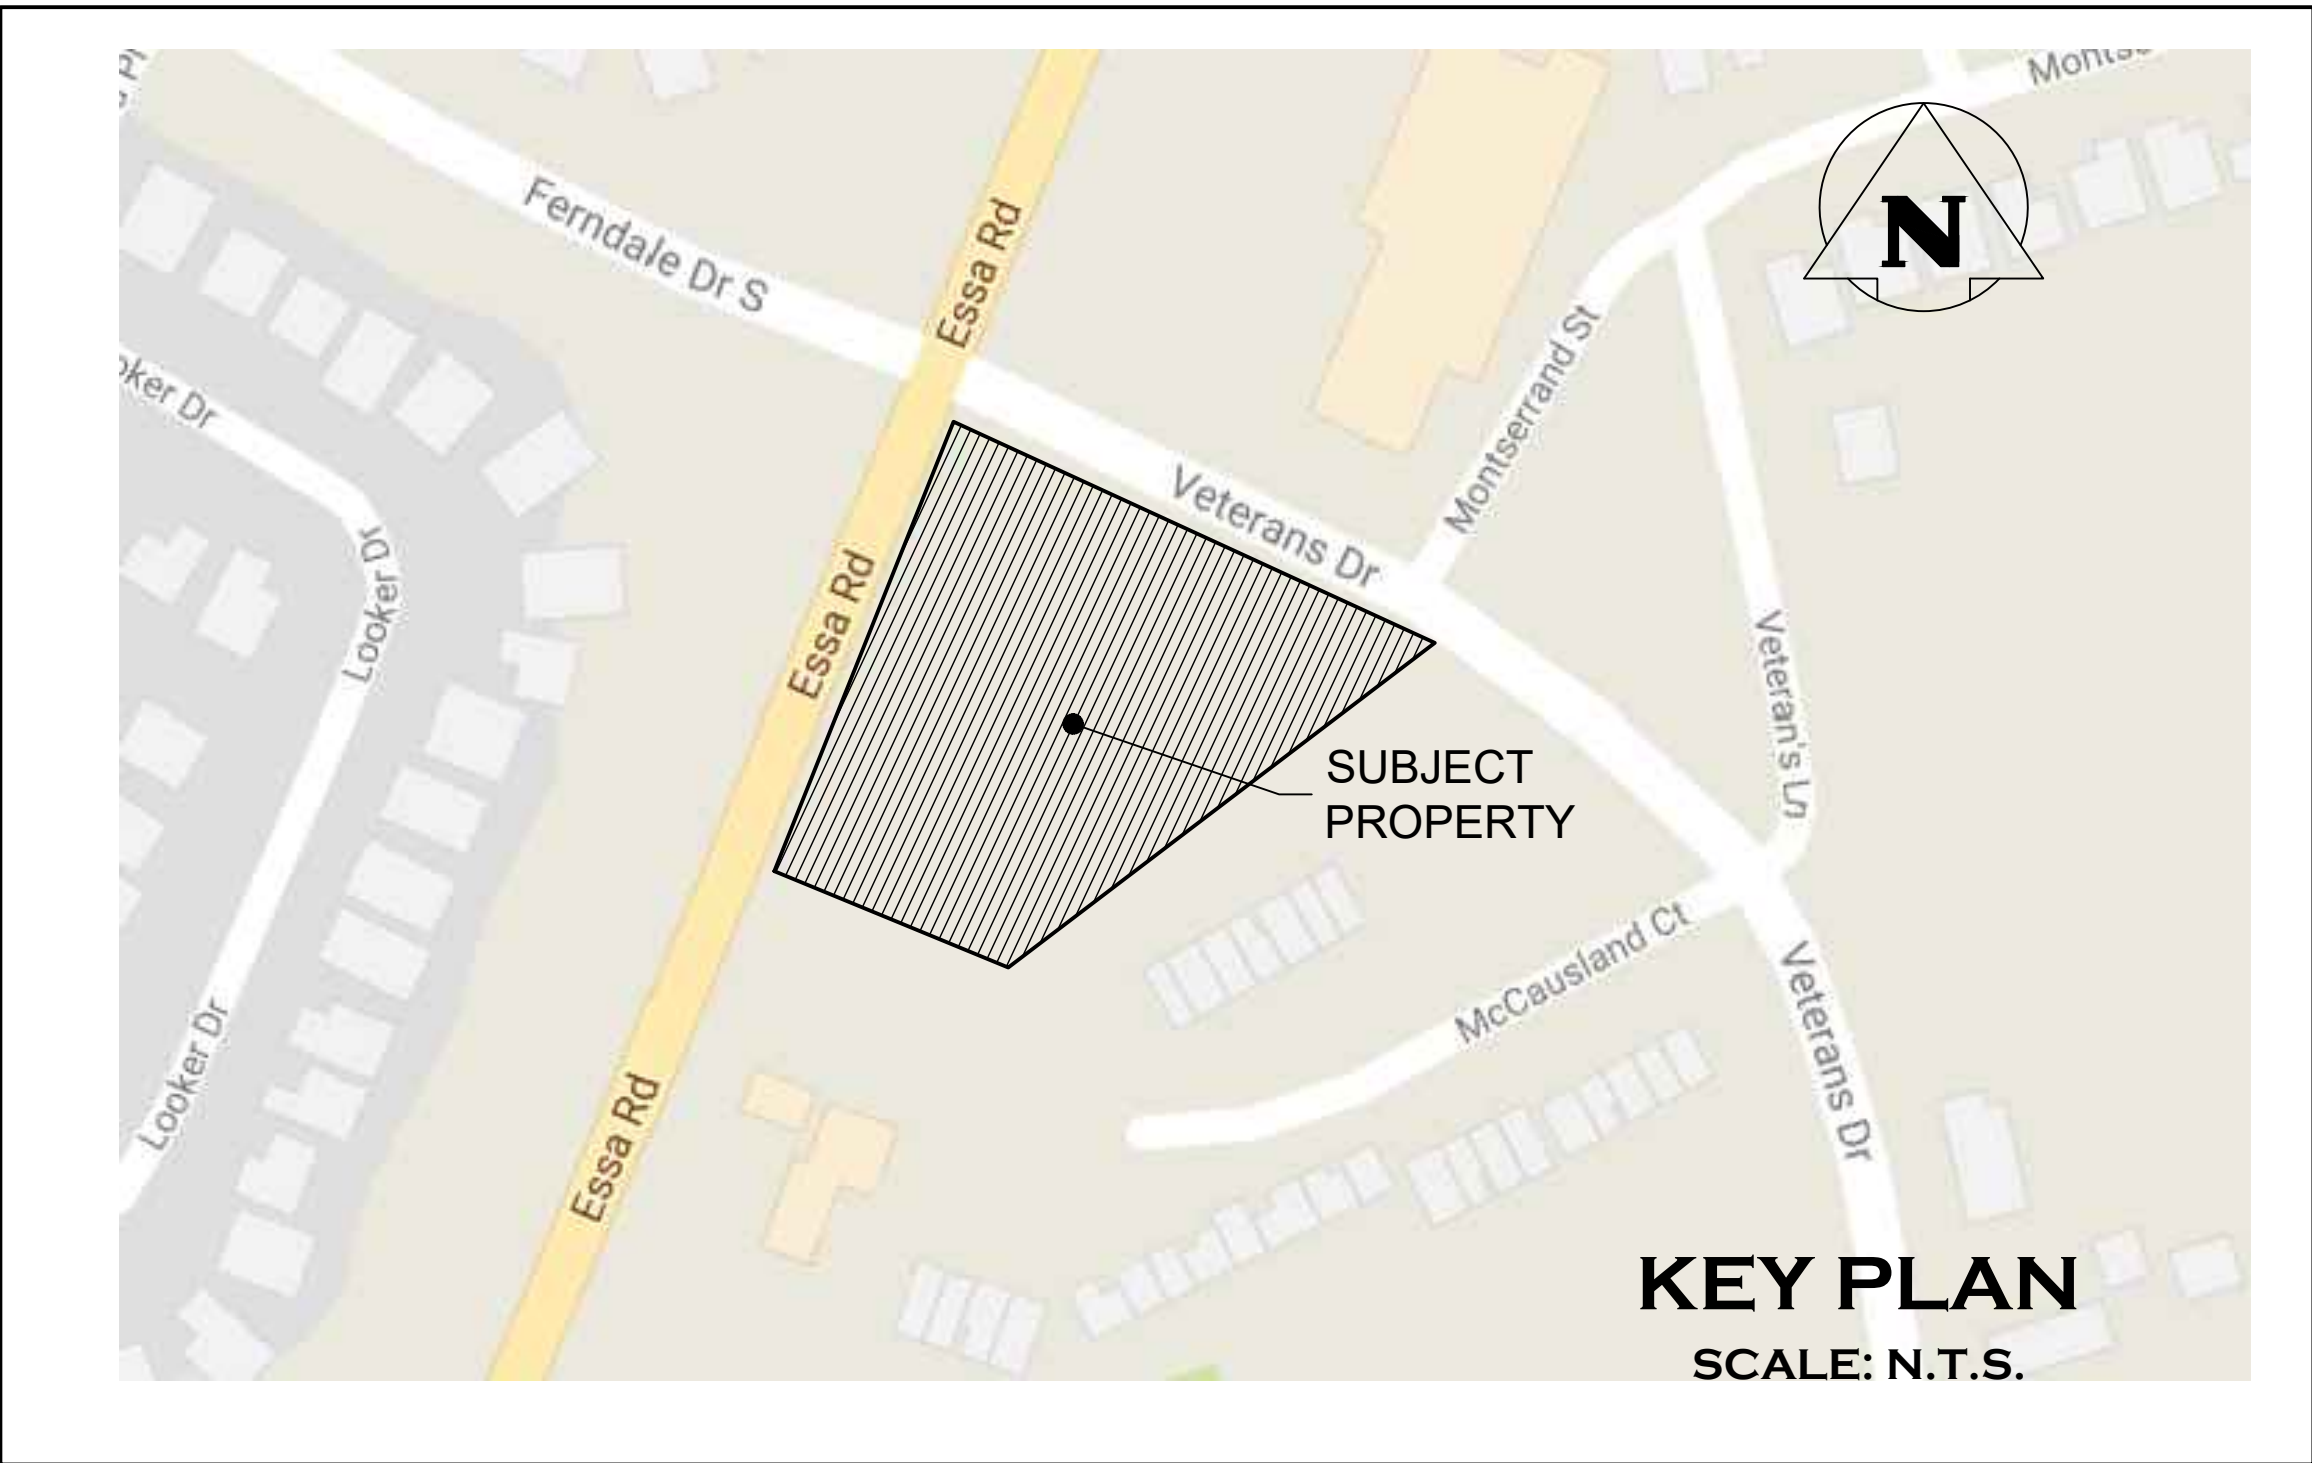 Ferndale Dr S
Essa Rd
N
Looker Dr
Montserrand St
Veterans Dr
Essa Rd
Veteran's Ln
SUBJECT
PROPERTY
McCausland Ct
Veterans Dr
Looker Dr
Essa Rd
KEY PLAN
SCALE: N.T.S.